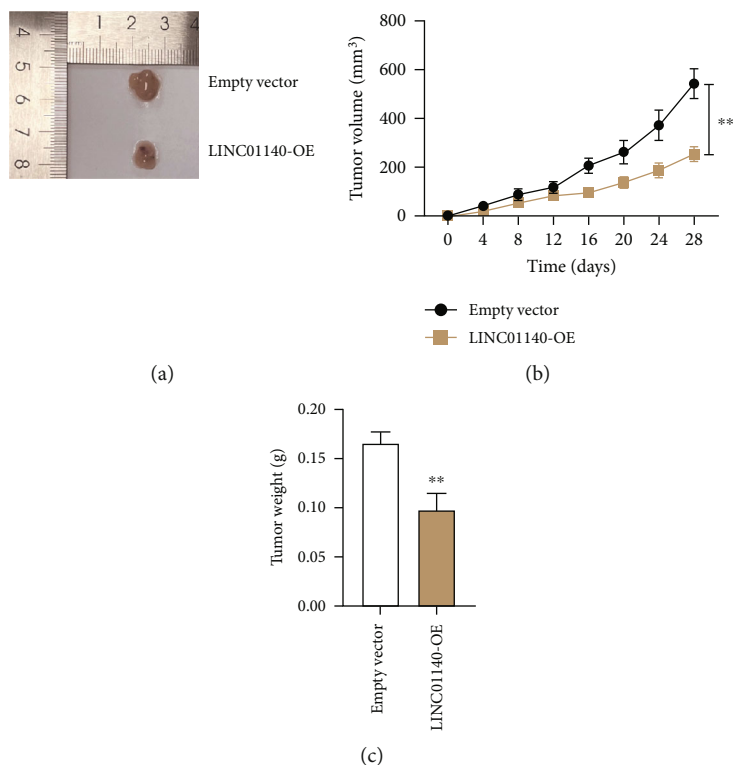 1 2 3 4
4
5
6
7
8
Empty vector
LINC01140-OE
(a)
Tumor volume (mm³)
800
600
400
200
0
**
0 4 8 12 16 20 24 28
Time (days)
Empty vector
LINC01140-OE
(b)
Tumor weight (g)
0.20
0.15
0.10
0.05
0.00
**
Empty vector
LINC01140-OE
(c)